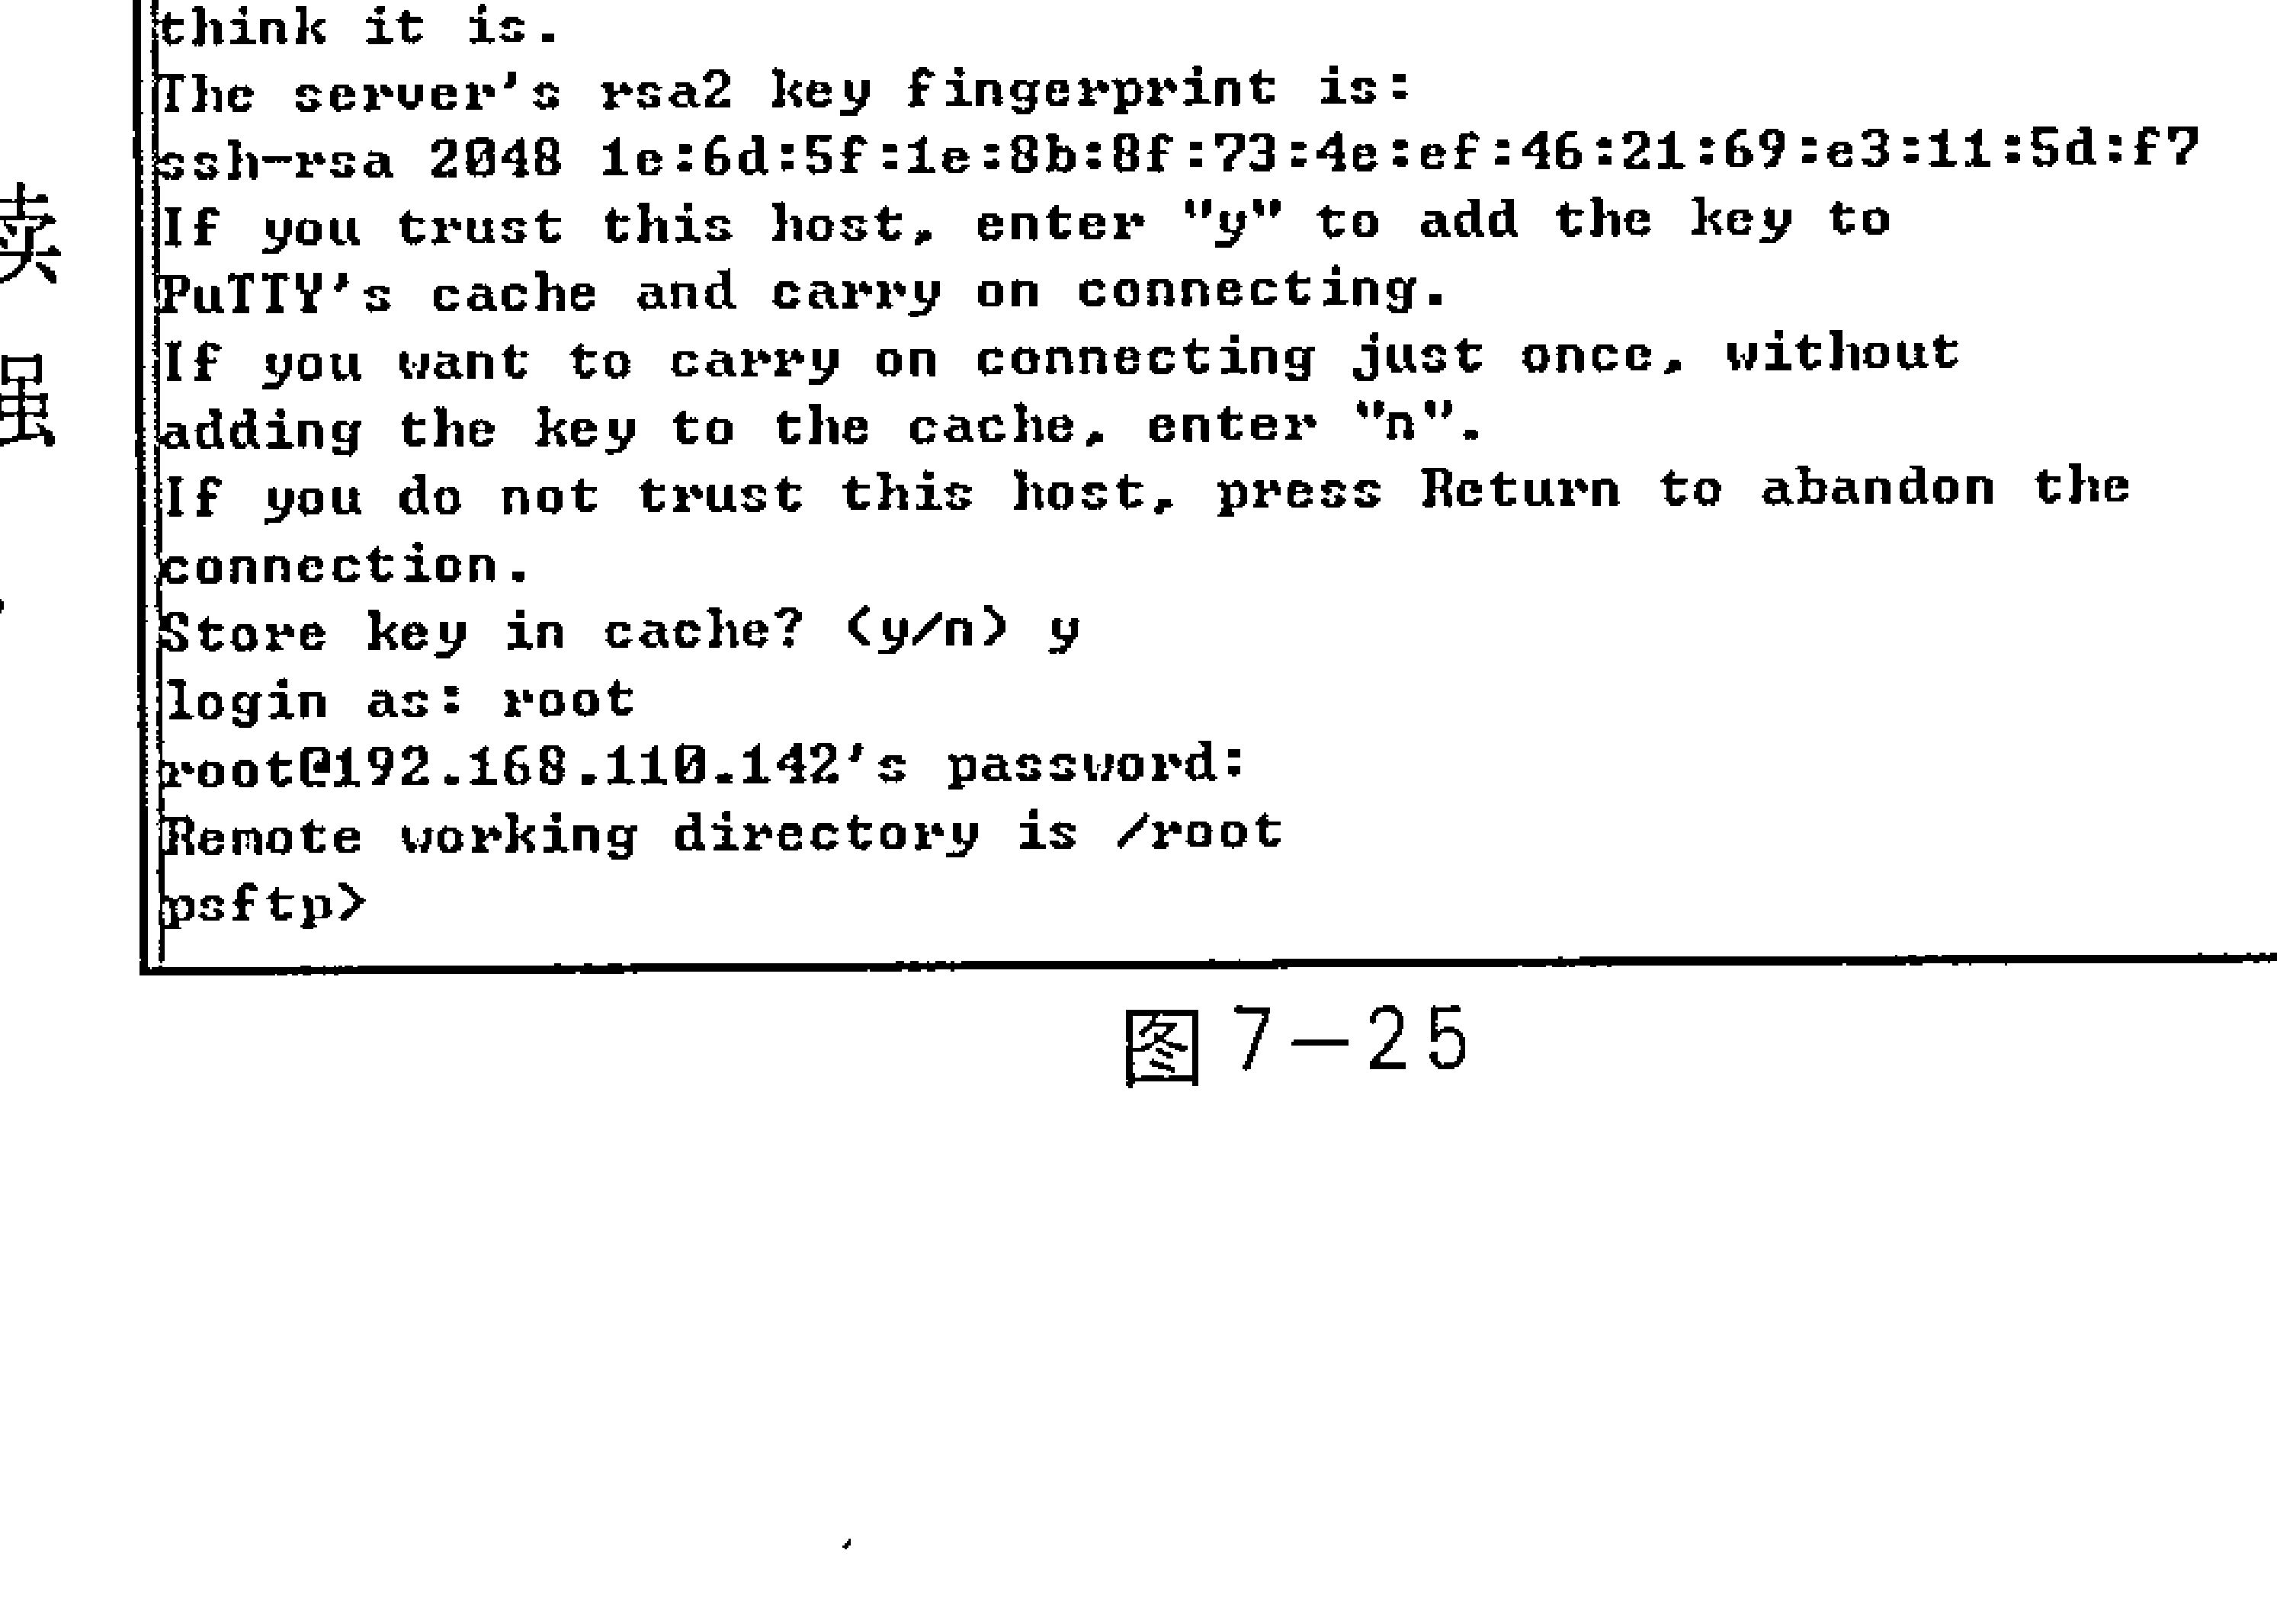 think it is.
The server's rsa2 key fingerprint is:
ssh-rsa 2048 1e:6d:5f:1e:8b:8f:73:4e:ef:46:21:69:e3:11:5d:f7
If you trust this host, enter "y" to add the key to
PuTTY's cache and carry on connecting.
If you want to carry on connecting just once, without
adding the key to the cache, enter "n".
If you do not trust this host, press Return to abandon the
connection.
Store key in cache? (y/n) y
login as: root
root@192.168.110.142's password:
Remote working directory is /root
psftp>
图 7-25